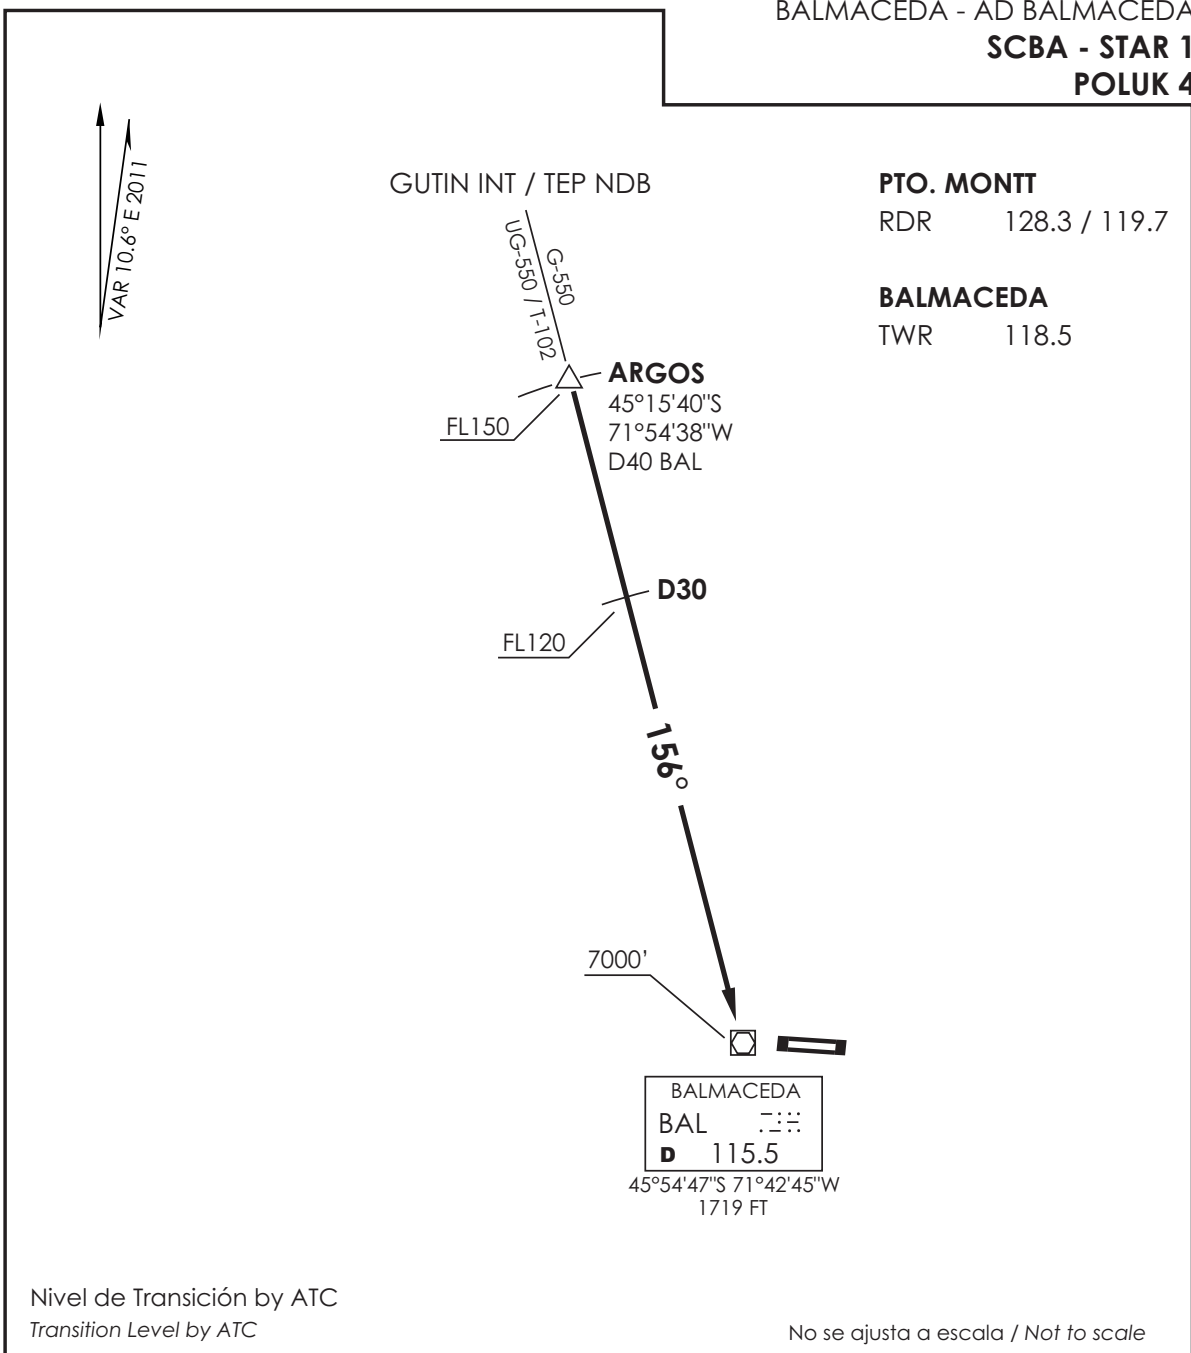 BALMACEDA - AD BALMACEDA
SCBA - STAR 1
POLUK 4
VAR 10.6° E 2011
GUTIN INT / TEP NDB
G-550
UG-550 / T-102
PTO. MONTT
RDR 128.3 / 119.7
BALMACEDA
TWR 118.5
ARGOS
45°15'40"S
71°54'38"W
D40 BAL
FL150
D30
FL120
156°
7000'
BALMACEDA
BAL
D 115.5
45°54'47"S 71°42'45"W
1719 FT
Nivel de Transición by ATC
Transition Level by ATC
No se ajusta a escala / Not to scale